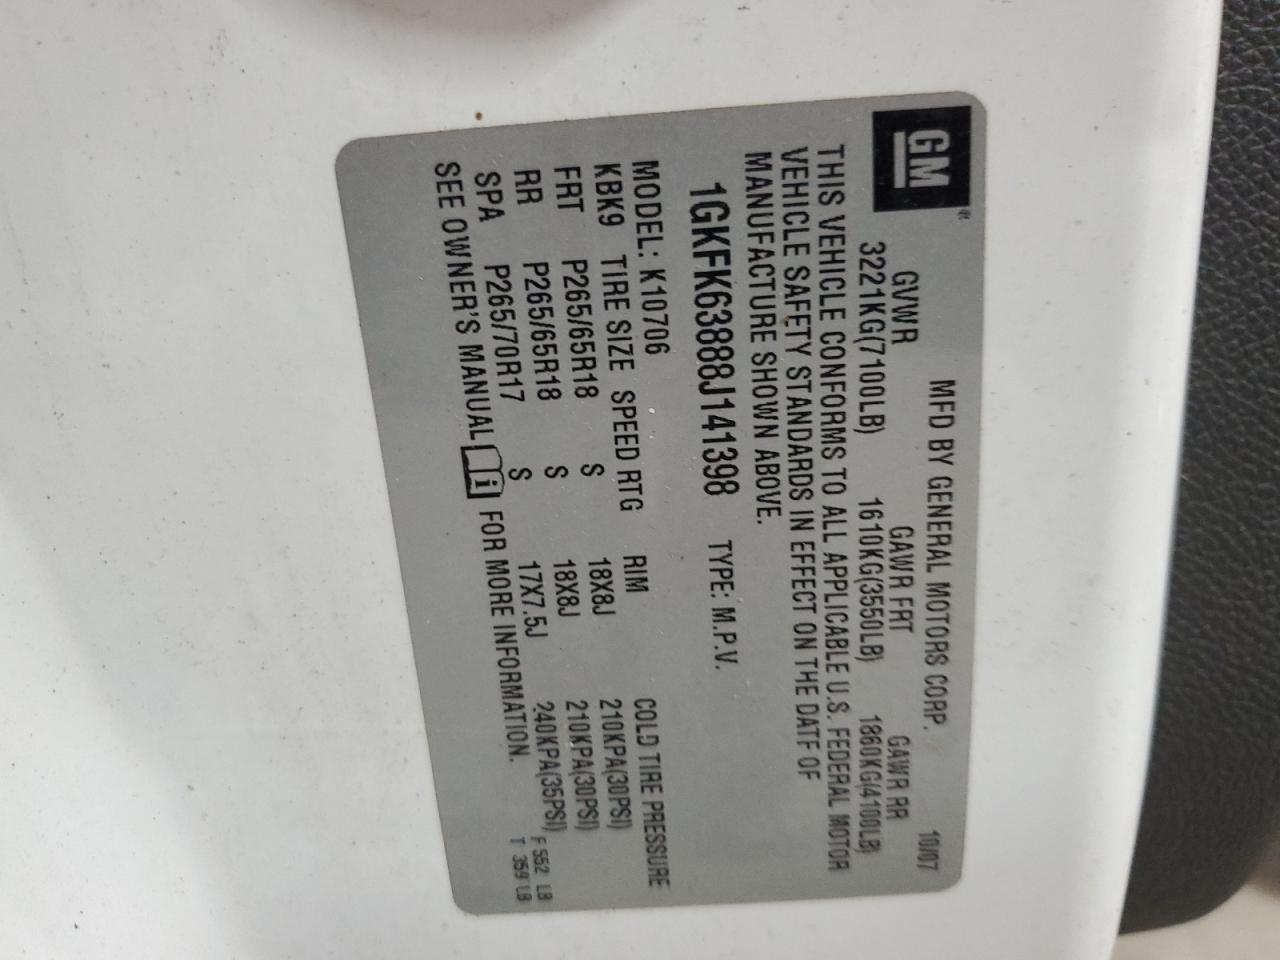 GM
MFD BY GENERAL MOTORS CORP. 10/07
GVWR GAWR FRT GAWR RR
3221KG(7100LB) 1610KG(3550LB) 1860KG(4100LB)
THIS VEHICLE CONFORMS TO ALL APPLICABLE U.S. FEDERAL MOTOR
VEHICLE SAFETY STANDARDS IN EFFECT ON THE DATE OF
MANUFACTURE SHOWN ABOVE.
1GKFK63888J141398 TYPE: M.P.V.
MODEL: K10706
KBK9 TIRE SIZE SPEED RTG RIM COLD TIRE PRESSURE
FRT P265/65R18 S 18X8J 210KPA(30PSI)
RR P265/65R18 S 18X8J 210KPA(30PSI)
SPA P265/70R17 S 17X7.5J 240KPA(35PSI)
SEE OWNER'S MANUAL FOR MORE INFORMATION.
F 552 LB
T 359 LB